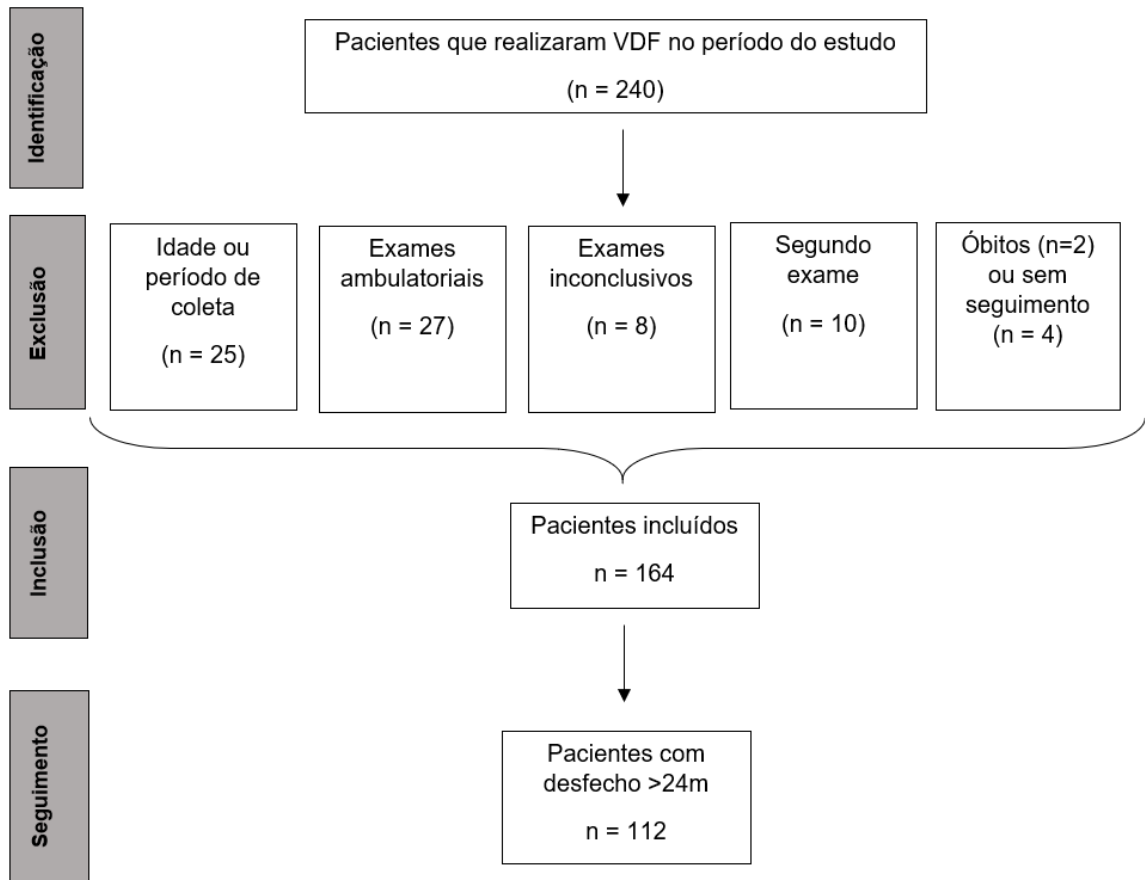 Identificação
Pacientes que realizaram VDF no período do estudo
(n = 240)
Exclusão
Idade ou
período de
coleta
(n = 25)
Exames
ambulatoriais
(n = 27)
Exames
inconclusivos
(n = 8)
Segundo
exame
(n = 10)
Óbitos (n=2)
ou sem
seguimento
(n = 4)
Inclusão
Pacientes incluídos
n = 164
Seguimento
Pacientes com
desfecho >24m
n = 112